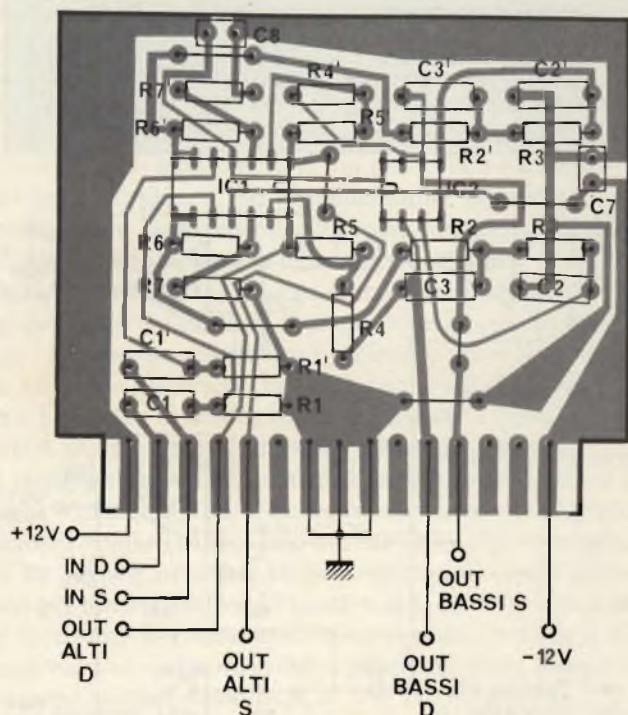 C8
R7'
R4'
C3'
C2'
R6'
R5'
R2'
R3
IC1
IC2
C7
R6
R5
R2
R
R7
C3
C2
R4
C1'
R1'
C1
R1
+12V
IN D
IN S
OUT
ALTI
D
OUT
ALTI
S
OUT
BASSI
D
OUT
BASSI S
-12V